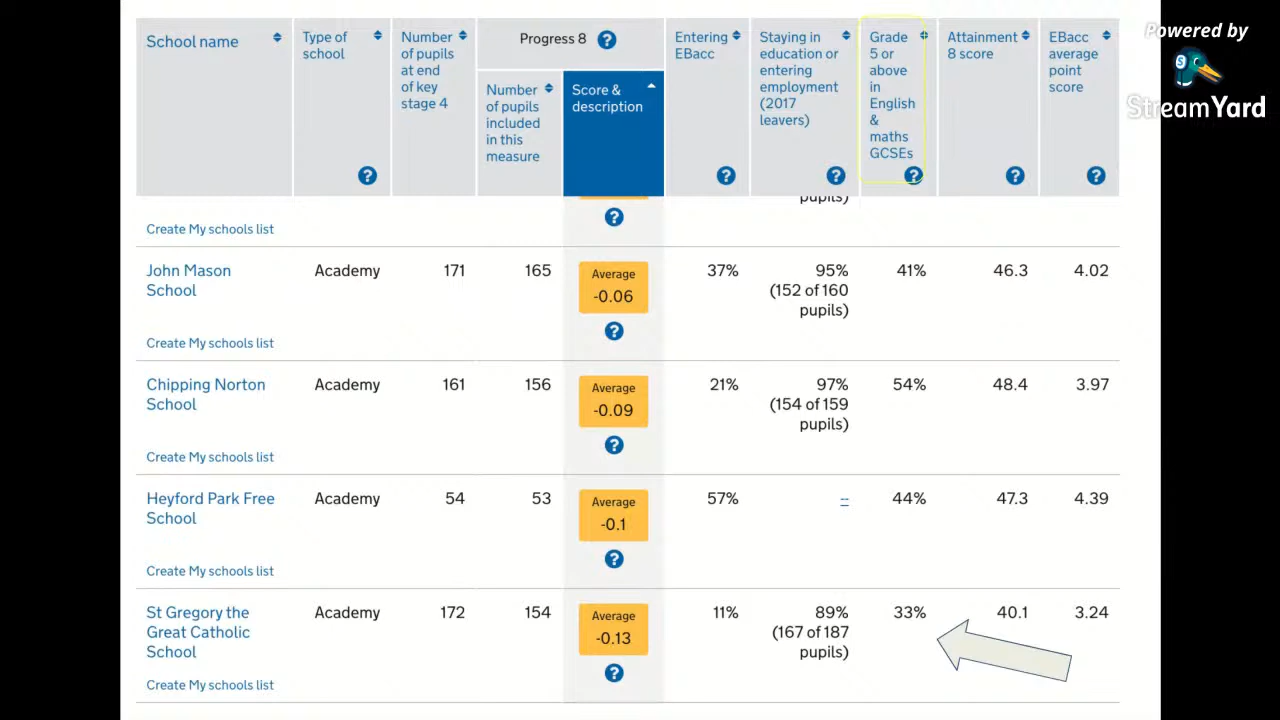 Powered by
StreamYard
School name
Type of
school
Number
of pupils
at end
of key
stage 4
Progress 8 ?
Number
of pupils
included
in this
measure
Score &
description
Entering
EBacc
Staying in
education or
entering
employment
(2017
leavers)
Grade
5 or
above
in
English
&
maths
GCSEs
Attainment
8 score
EBacc
average
point
score
? ? ? ? ? ?
pupils)
?
Create My schools list
John Mason
School
Academy 171 165 Average
-0.06
?
37% 95%
(152 of 160
pupils)
41% 46.3 4.02
Create My schools list
Chipping Norton
School
Academy 161 156 Average
-0.09
?
21% 97%
(154 of 159
pupils)
54% 48.4 3.97
Create My schools list
Heyford Park Free
School
Academy 54 53 Average
-0.1
?
57% -- 44% 47.3 4.39
Create My schools list
St Gregory the
Great Catholic
School
Academy 172 154 Average
-0.13
?
11% 89%
(167 of 187
pupils)
33% 40.1 3.24
Create My schools list